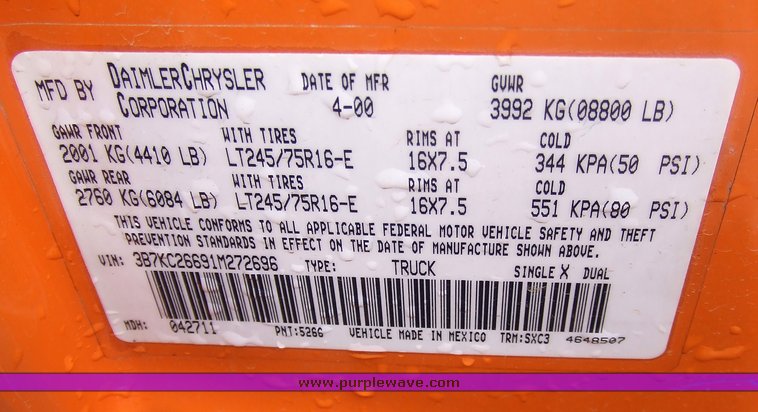 MFD BY DAIMLERCHRYSLER CORPORATION DATE OF MFR 4-00 GVWR 3992 KG(08800 LB)
GAWR FRONT WITH TIRES RIMS AT COLD
2001 KG(4410 LB) LT245/75R16-E 16X7.5 344 KPA(50 PSI)
GAWR REAR WITH TIRES RIMS AT COLD
2760 KG(6084 LB) LT245/75R16-E 16X7.5 551 KPA(80 PSI)
THIS VEHICLE CONFORMS TO ALL APPLICABLE FEDERAL MOTOR VEHICLE SAFETY AND THEFT
PREVENTION STANDARDS IN EFFECT ON THE DATE OF MANUFACTURE SHOWN ABOVE.
VIN: 3B7KC26691M272696 TYPE: TRUCK SINGLE X DUAL
MDH: 042711 PNT:5266 VEHICLE MADE IN MEXICO TRM:SXC3 4648507
www.purplewave.com